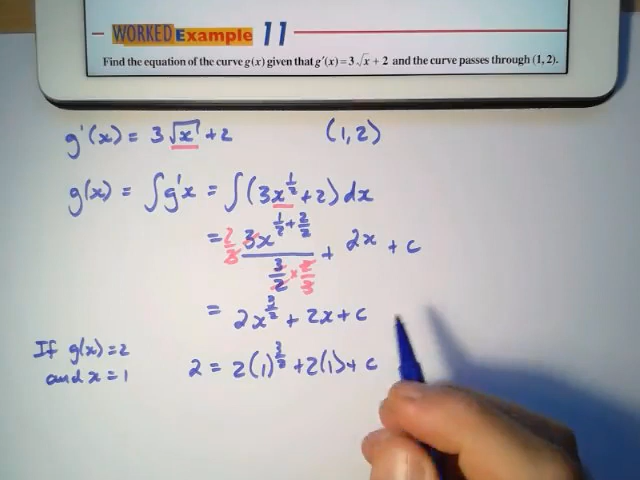 WORKED Example 11
Find the equation of the curve g(x) given that g′(x) = 3√x + 2 and the curve passes through (1, 2).
g'(x) = 3√x + 2 (1,2)
g(x) = ∫g'x = ∫(3x^{1/2} + 2) dx
= 2/3 3x^{1/2 + 2/2} / (3/2 × 2/3) + 2x + c
= 2x^{3/2} + 2x + c
If g(x) = 2
and x = 1
2 = 2(1)^{3/2} + 2(1) + c